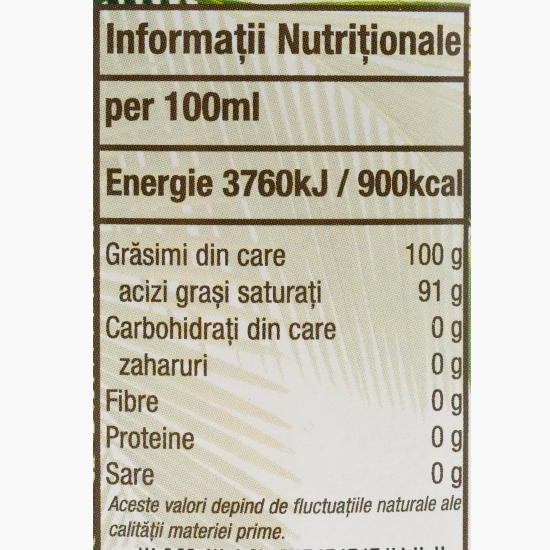 Informații Nutriționale
per 100ml
Energie 3760kJ / 900kcal
Grăsimi din care 100 g
acizi grași saturați 91 g
Carbohidrați din care 0 g
zaharuri 0 g
Fibre 0 g
Proteine 0 g
Sare 0 g
Aceste valori depind de fluctuațiile naturale ale
calității materiei prime.